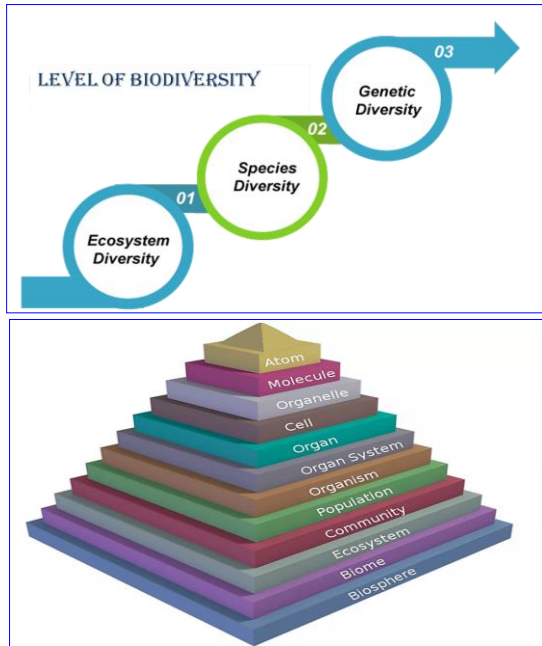 LEVEL OF BIODIVERSITY
03
Genetic
Diversity
02
Species
Diversity
01
Ecosystem
Diversity
Atom
Molecule
Organelle
Cell
Organ
Organ System
Organism
Population
Community
Ecosystem
Biome
Biosphere